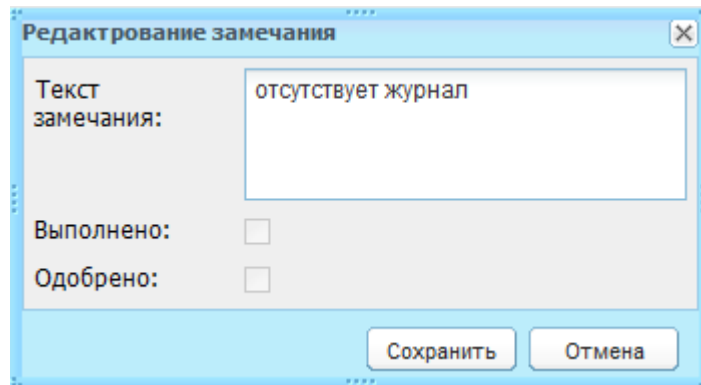 Редактрование замечания
Текст
замечания:
отсутствует журнал
Выполнено:
Одобрено:
Сохранить
Отмена